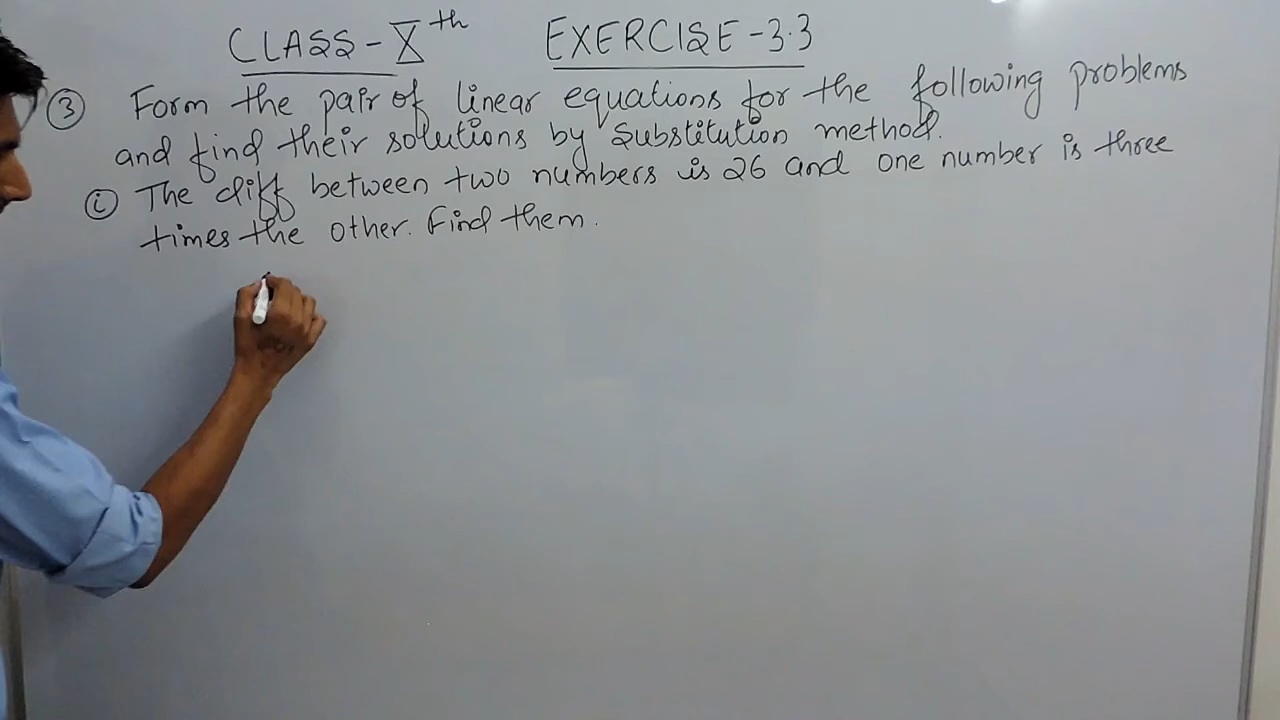 CLASS-Xth EXERCISE-3.3
③ Form the pair of linear equations for the following problems
and find their solutions by Substitution method.
ⓘ The diff between two numbers is 26 and one number is three
times the other. Find them.